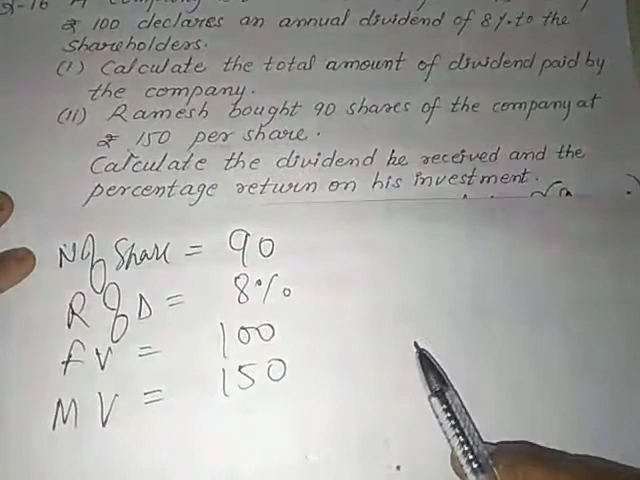 ₹ 100 declares an annual dividend of 8%.to the
shareholders.
(i) Calculate the total amount of dividend paid by
the company.
(ii) Ramesh bought 90 shares of the company at
₹ 150 per share.
Calculate the dividend he received and the
percentage return on his investment.
No of Share = 90
R of D = 8%
FV = 100
MV = 150